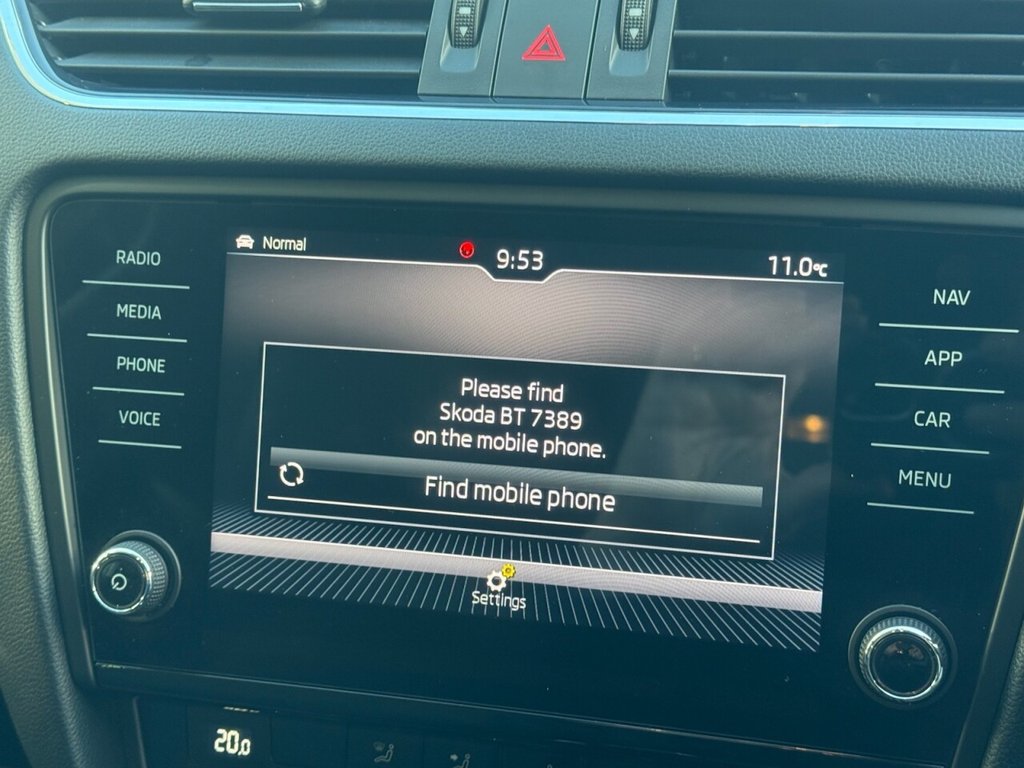 Normal
9:53
11.0°C
RADIO
MEDIA
PHONE
VOICE
NAV
APP
CAR
MENU
Please find
Skoda BT 7389
on the mobile phone.
Find mobile phone
Settings
20.0